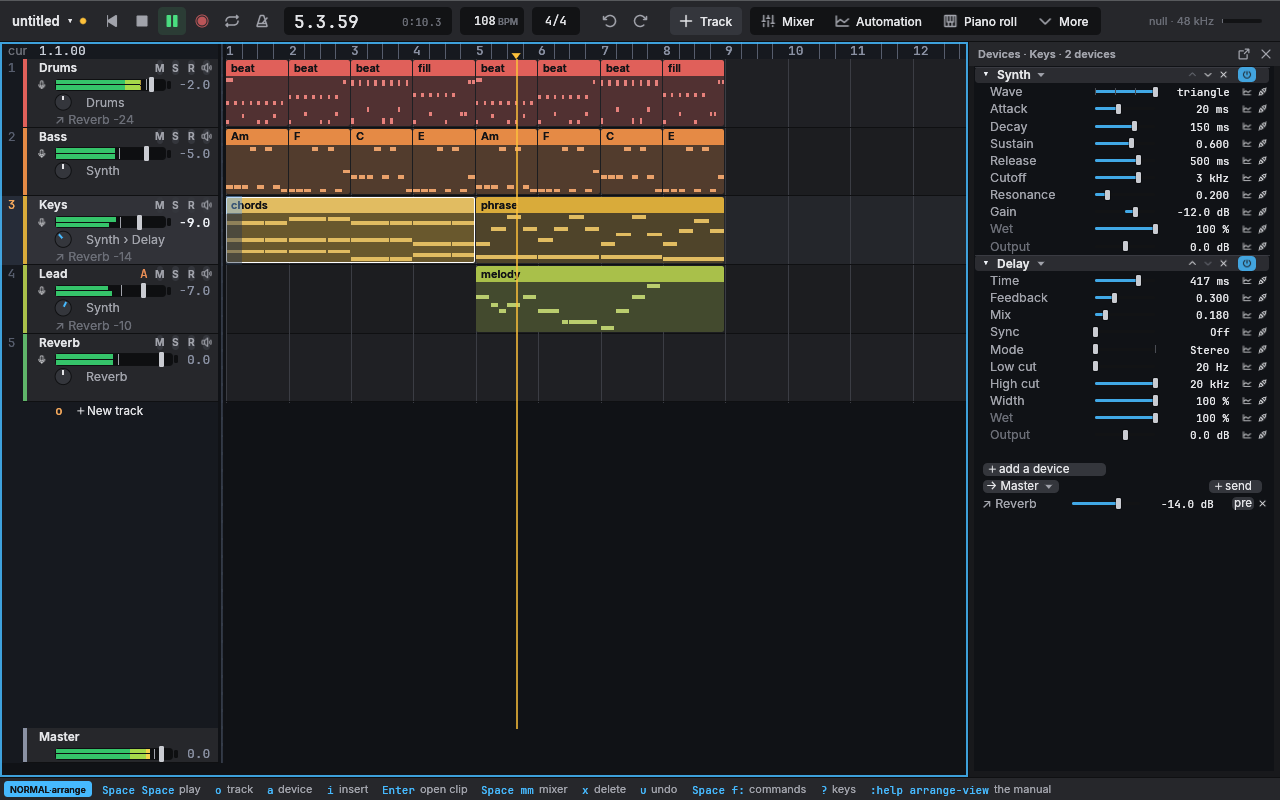 untitled 5.3.59 0:10.3 108 BPM 4/4 + Track Mixer Automation Piano roll More null · 48 kHz
cur 1.1.00 1 2 3 4 5 6 7 8 9 10 11 12
1 Drums M S R
-2.0
Drums
↗ Reverb -24
beat beat beat fill beat beat beat fill
2 Bass M S R
-5.0
Synth
Am F C E Am F C E
3 Keys M S R
-9.0
Synth › Delay
↗ Reverb -14
chords phrase
4 Lead A M S R
-7.0
Synth
↗ Reverb -10
melody
5 Reverb M S R
0.0
Reverb
o + New track
Master
0.0
Devices · Keys · 2 devices
Synth
Wave triangle
Attack 20 ms
Decay 150 ms
Sustain 0.600
Release 500 ms
Cutoff 3 kHz
Resonance 0.200
Gain -12.0 dB
Wet 100 %
Output 0.0 dB
Delay
Time 417 ms
Feedback 0.300
Mix 0.180
Sync Off
Mode Stereo
Low cut 20 Hz
High cut 20 kHz
Width 100 %
Wet 100 %
Output 0.0 dB
+ add a device
→ Master + send
↗ Reverb -14.0 dB pre ×
NORMAL·arrange Space Space play o track a device i insert Enter open clip Space mm mixer x delete u undo Space f: commands ? keys :help arrange-view the manual